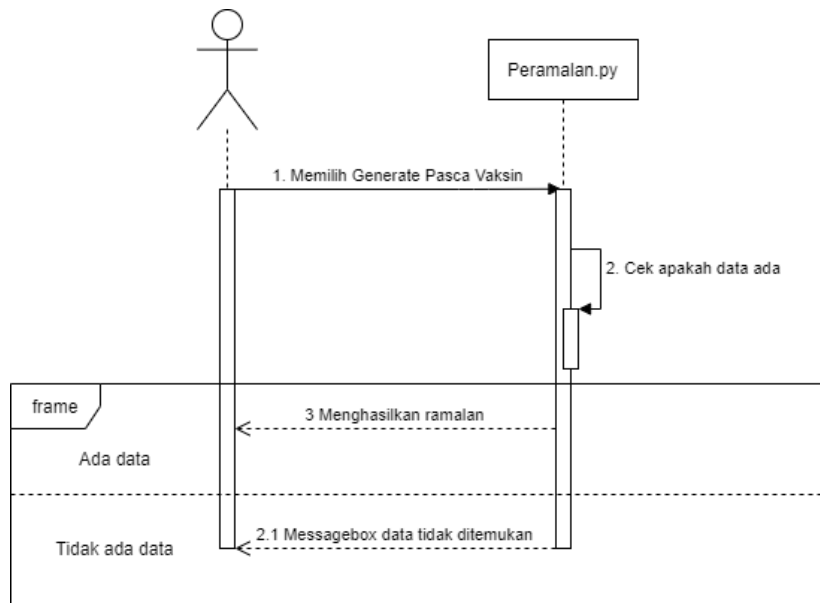 Peramalan.py
1. Memilih Generate Pasca Vaksin
2. Cek apakah data ada
frame
3 Menghasilkan ramalan
Ada data
2.1 Messagebox data tidak ditemukan
Tidak ada data